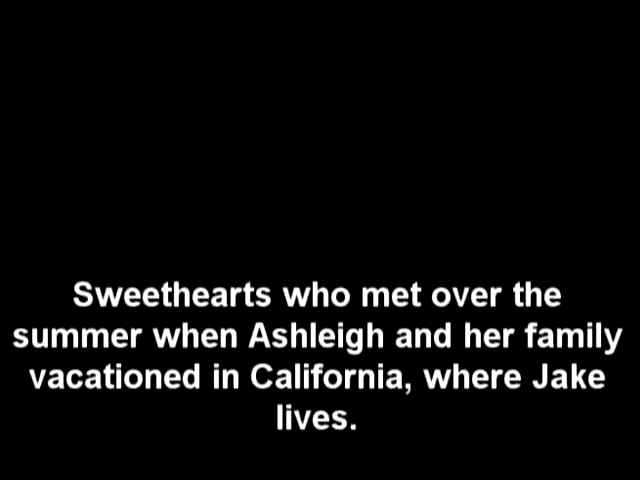 Sweethearts who met over the
summer when Ashleigh and her family
vacationed in California, where Jake
lives.